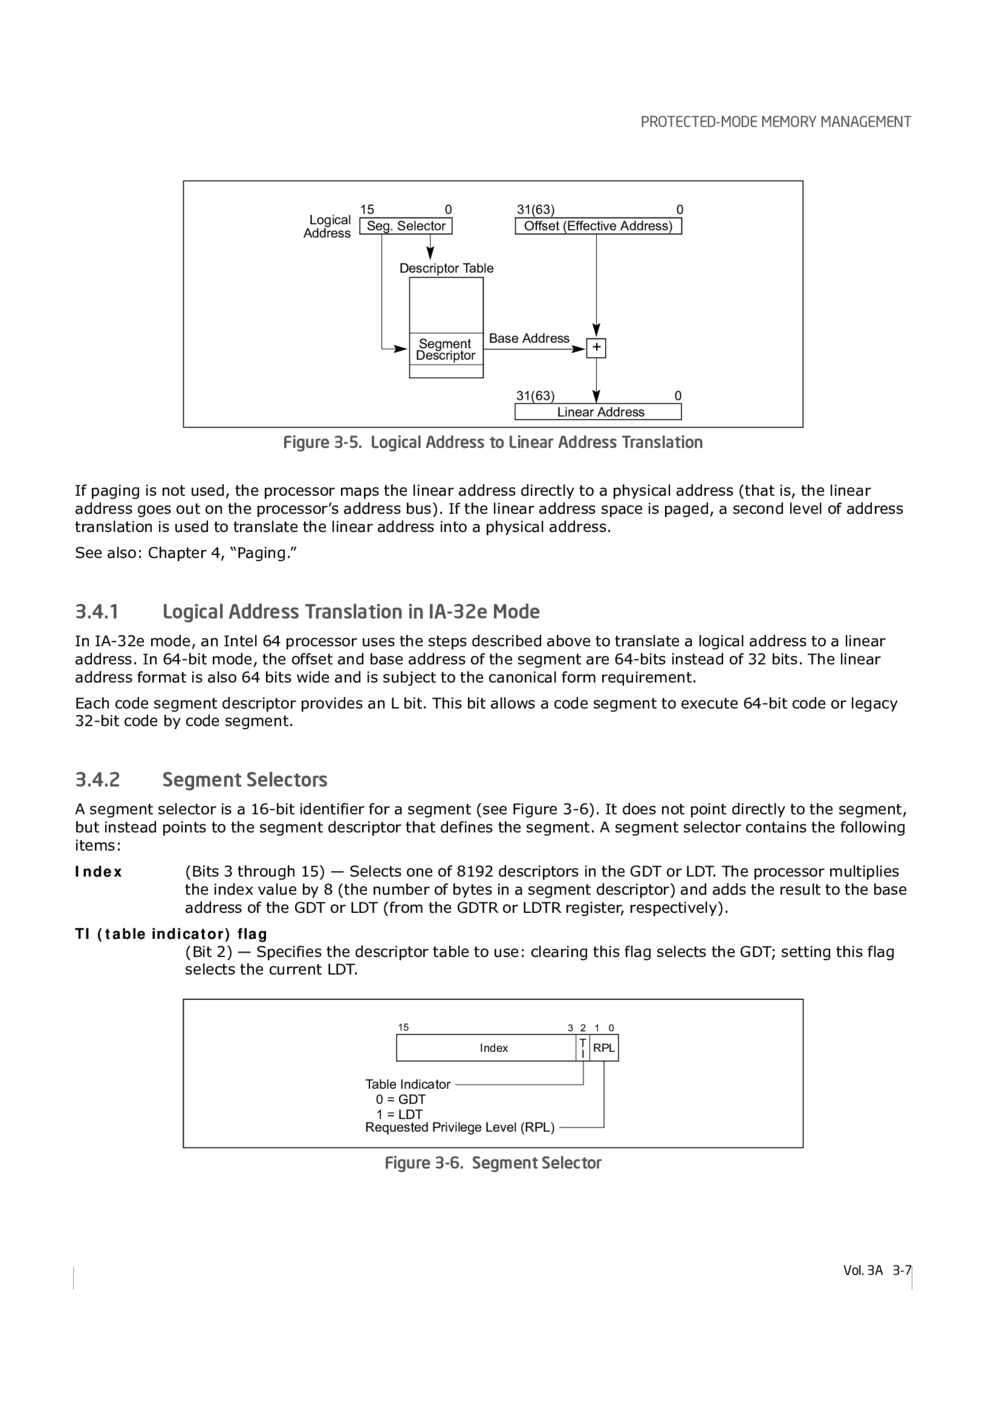 PROTECTED-MODE MEMORY MANAGEMENT
15 0 31(63) 0
Logical
Address
Seg. Selector Offset (Effective Address)
Descriptor Table
Base Address
Segment
Descriptor
+
31(63) 0
Linear Address
Figure 3-5. Logical Address to Linear Address Translation
If paging is not used, the processor maps the linear address directly to a physical address (that is, the linear
address goes out on the processor’s address bus). If the linear address space is paged, a second level of address
translation is used to translate the linear address into a physical address.
See also: Chapter 4, “Paging.”
3.4.1 Logical Address Translation in IA-32e Mode
In IA-32e mode, an Intel 64 processor uses the steps described above to translate a logical address to a linear
address. In 64-bit mode, the offset and base address of the segment are 64-bits instead of 32 bits. The linear
address format is also 64 bits wide and is subject to the canonical form requirement.
Each code segment descriptor provides an L bit. This bit allows a code segment to execute 64-bit code or legacy
32-bit code by code segment.
3.4.2 Segment Selectors
A segment selector is a 16-bit identifier for a segment (see Figure 3-6). It does not point directly to the segment,
but instead points to the segment descriptor that defines the segment. A segment selector contains the following
items:
Index (Bits 3 through 15) — Selects one of 8192 descriptors in the GDT or LDT. The processor multiplies
the index value by 8 (the number of bytes in a segment descriptor) and adds the result to the base
address of the GDT or LDT (from the GDTR or LDTR register, respectively).
TI (table indicator) flag
(Bit 2) — Specifies the descriptor table to use: clearing this flag selects the GDT; setting this flag
selects the current LDT.
15 3 2 1 0
Index TI RPL
Table Indicator
0 = GDT
1 = LDT
Requested Privilege Level (RPL)
Figure 3-6. Segment Selector
Vol. 3A 3-7